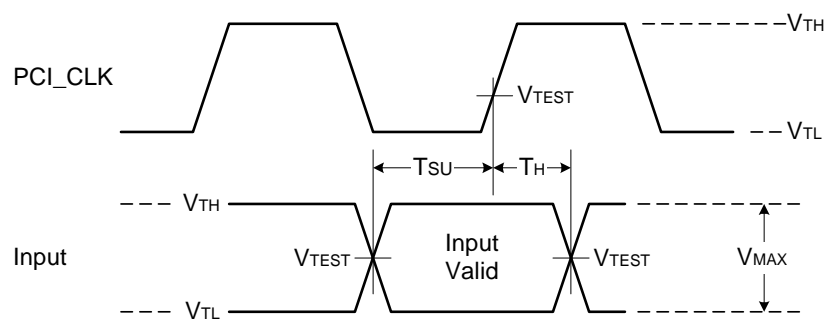 VTH
PCI_CLK
VTEST
VTL
TSU
TH
VTH
Input
VTEST
Input
Valid
VTEST
VMAX
VTL